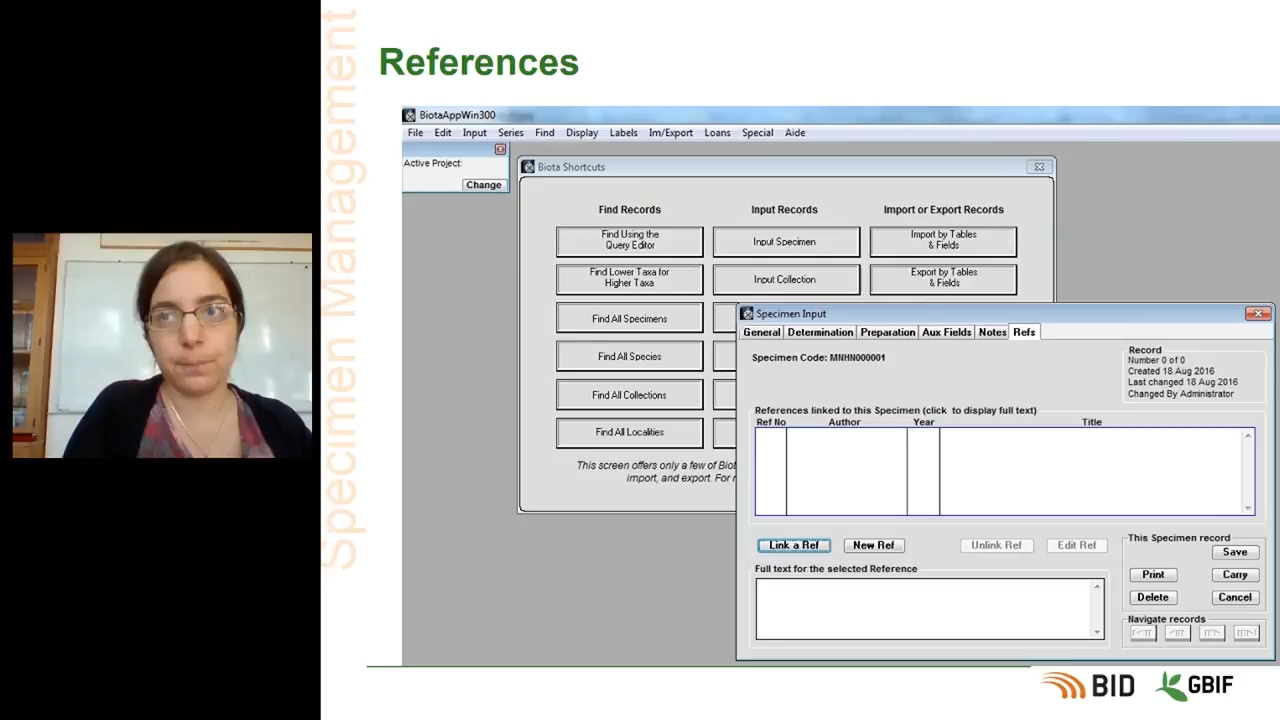 Specimen Management
References
BiotaAppWin300
File Edit Input Series Find Display Labels Im/Export Loans Special Aide
Active Project:
Change
Biota Shortcuts
Find Records
Input Records
Import or Export Records
Find Using the
Query Editor
Input Specimen
Import by Tables
& Fields
Find Lower Taxa for
Higher Taxa
Input Collection
Export by Tables
& Fields
Find All Specimens
Find All Species
Find All Collections
Find All Localities
This screen offers only a few of Biot
import, and export. For m
Specimen Input
General Determination Preparation Aux Fields Notes Refs
Specimen Code: MNHN000001
Record
Number 0 of 0
Created 18 Aug 2016
Last changed 18 Aug 2016
Changed By Administrator
References linked to this Specimen (click to display full text)
Ref No Author Year Title
Link a Ref New Ref Unlink Ref Edit Ref
Full text for the selected Reference
This Specimen record
Save
Print Carry
Delete Cancel
Navigate records
BID GBIF